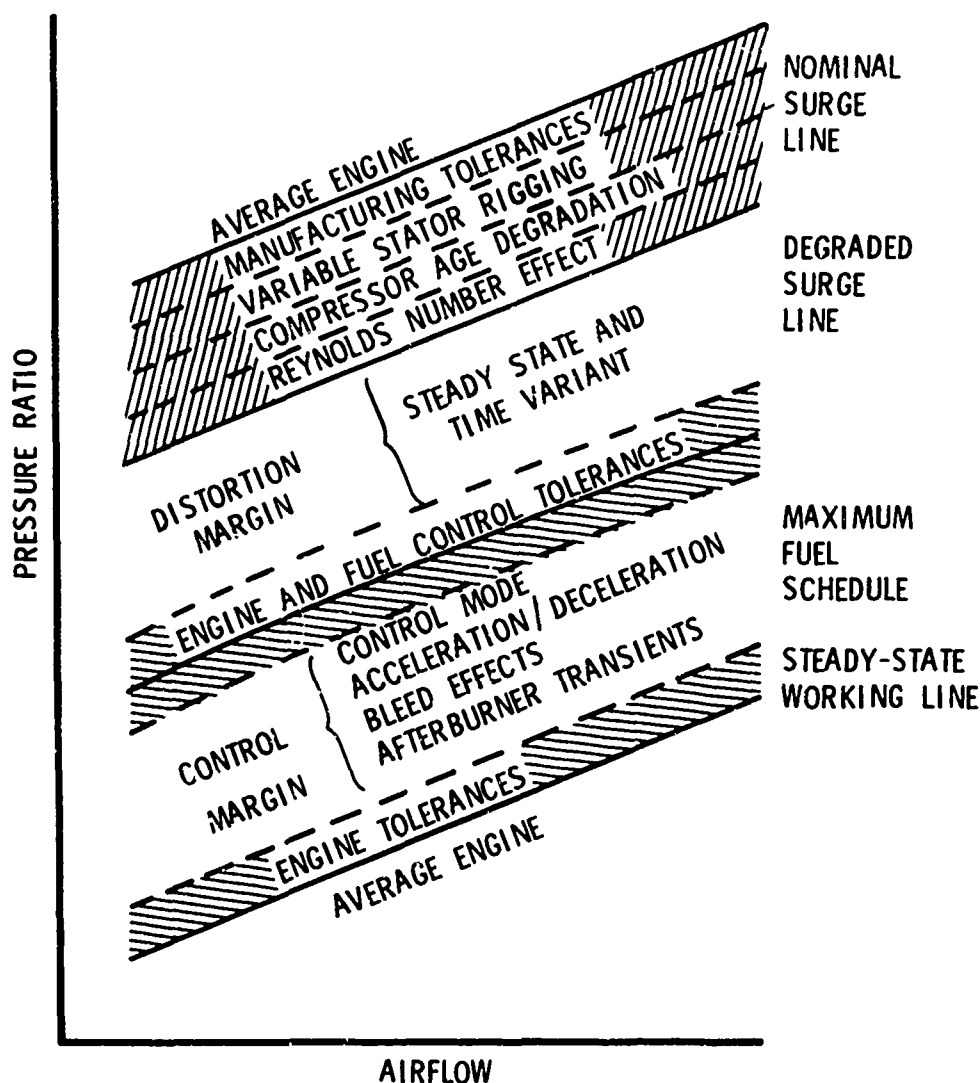 PRESSURE RATIO
AVERAGE ENGINE
MANUFACTURING TOLERANCES
VARIABLE STATOR RIGGING
COMPRESSOR AGE DEGRADATION
REYNOLDS NUMBER EFFECT
NOMINAL
SURGE
LINE
DEGRADED
SURGE
LINE
STEADY STATE AND
TIME VARIANT
DISTORTION
MARGIN
ENGINE AND FUEL CONTROL TOLERANCES
MAXIMUM
FUEL
SCHEDULE
CONTROL MODE
ACCELERATION/DECELERATION
BLEED EFFECTS
AFTERBURNER TRANSIENTS
CONTROL
MARGIN
STEADY-STATE
WORKING LINE
ENGINE TOLERANCES
AVERAGE ENGINE
AIRFLOW